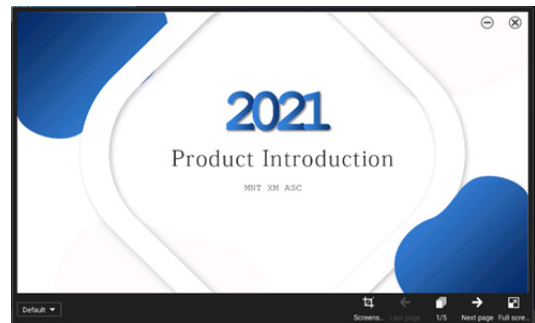 2021
Product Introduction
MNT XM ASC
Default
Screens... Last page 1/5 Next page Full scre...